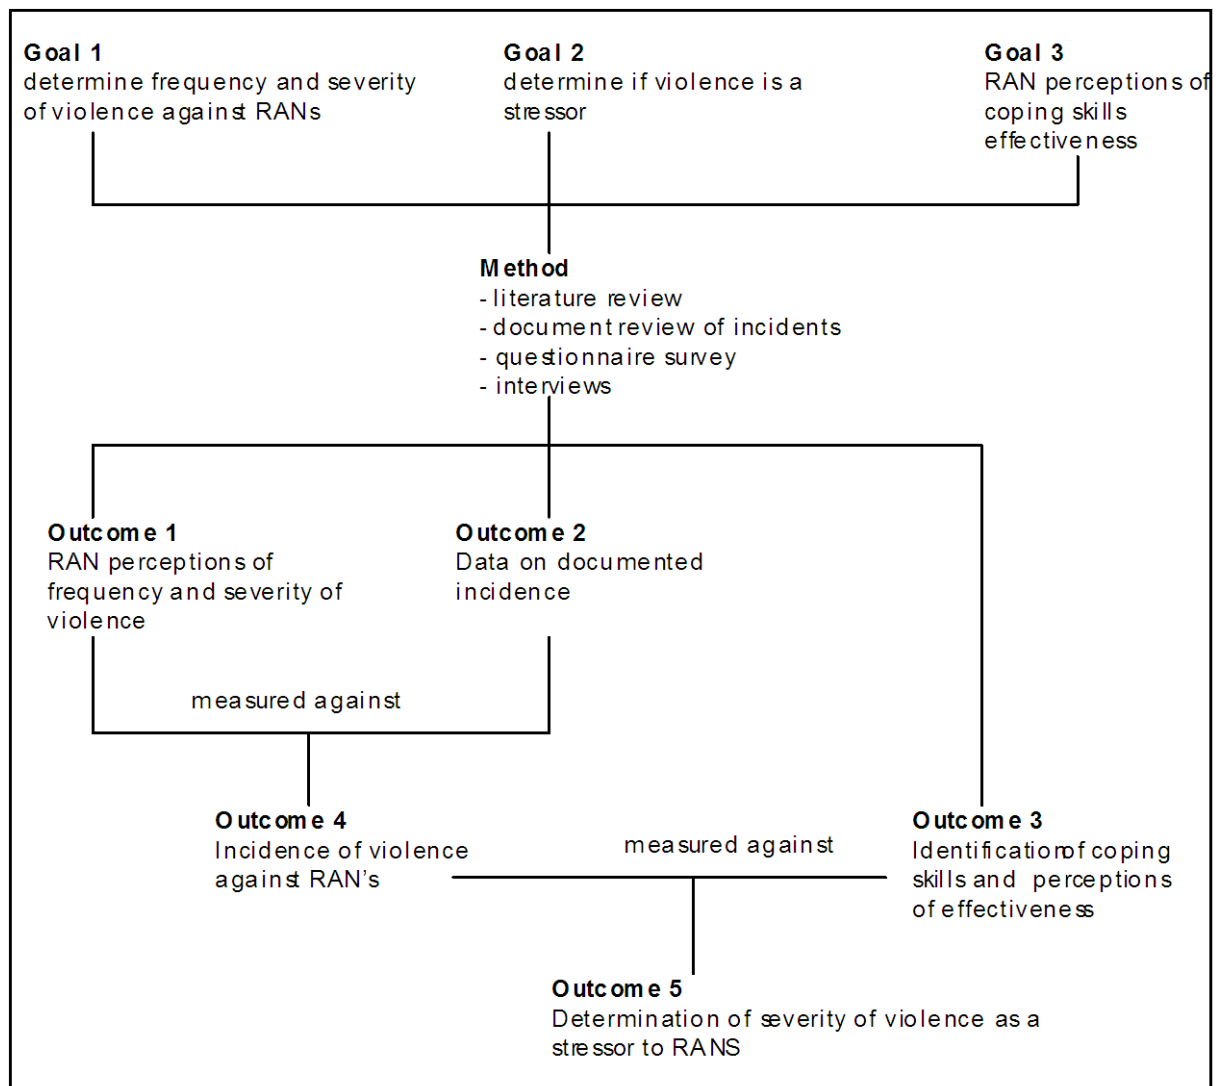 Goal 1
determine frequency and severity
of violence against RANs
Goal 2
determine if violence is a
stressor
Goal 3
RAN perceptions of
coping skills
effectiveness
Method
- literature review
- document review of incidents
- questionnaire survey
- interviews
Outcome 1
RAN perceptions of
frequency and severity of
violence
Outcome 2
Data on documented
incidence
measured against
Outcome 4
Incidence of violence
against RAN's
measured against
Outcome 3
Identification of coping
skills and perceptions
of effectiveness
Outcome 5
Determination of severity of violence as a
stressor to RANS